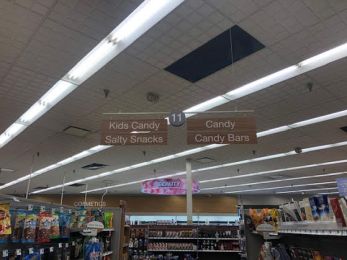 Kids Candy
Salty Snacks
11
Candy
Candy Bars
BEAUTY
COSMETICS